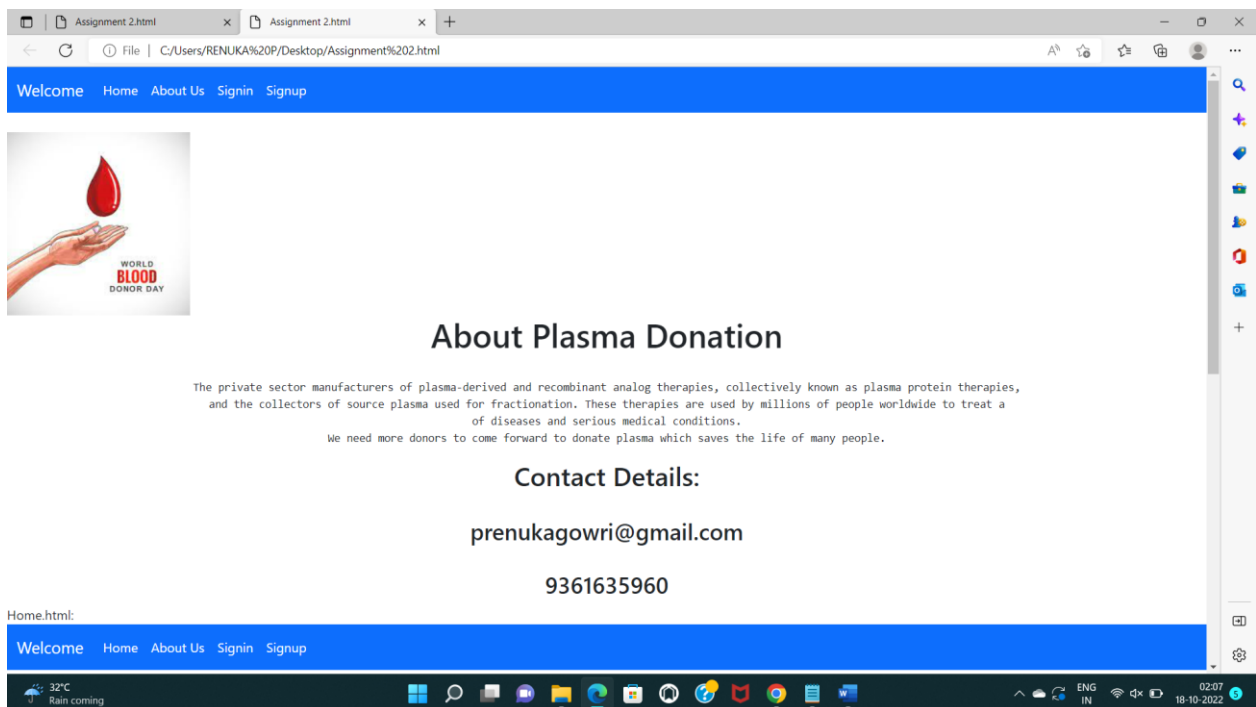 Assignment 2.html
Assignment 2.html
File
C:/Users/RENUKA%20P/Desktop/Assignment%202.html
Welcome Home About Us Signin Signup
WORLD
BLOOD
DONOR DAY
About Plasma Donation
The private sector manufacturers of plasma-derived and recombinant analog therapies, collectively known as plasma protein therapies,
and the collectors of source plasma used for fractionation. These therapies are used by millions of people worldwide to treat a
of diseases and serious medical conditions.
We need more donors to come forward to donate plasma which saves the life of many people.
Contact Details:
prenukagowri@gmail.com
9361635960
Home.html:
Welcome Home About Us Signin Signup
32°C
Rain coming
ENG
IN
02:07
18-10-2022
5